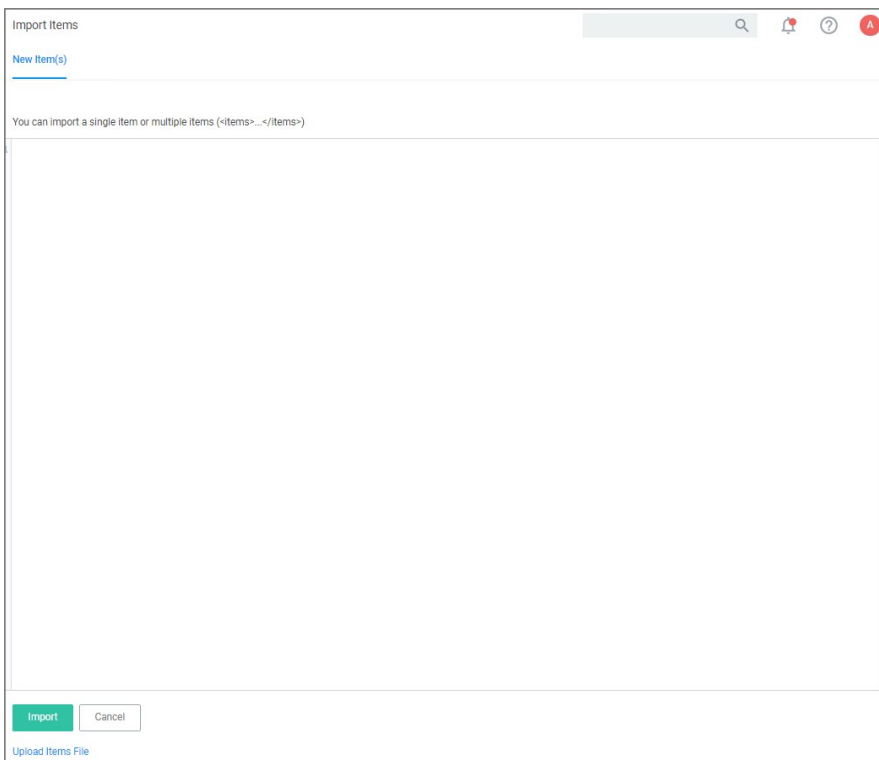 Import Items
A
New Item(s)
You can import a single item or multiple items (<items>...</items>)
1
Import
Cancel
Upload Items File